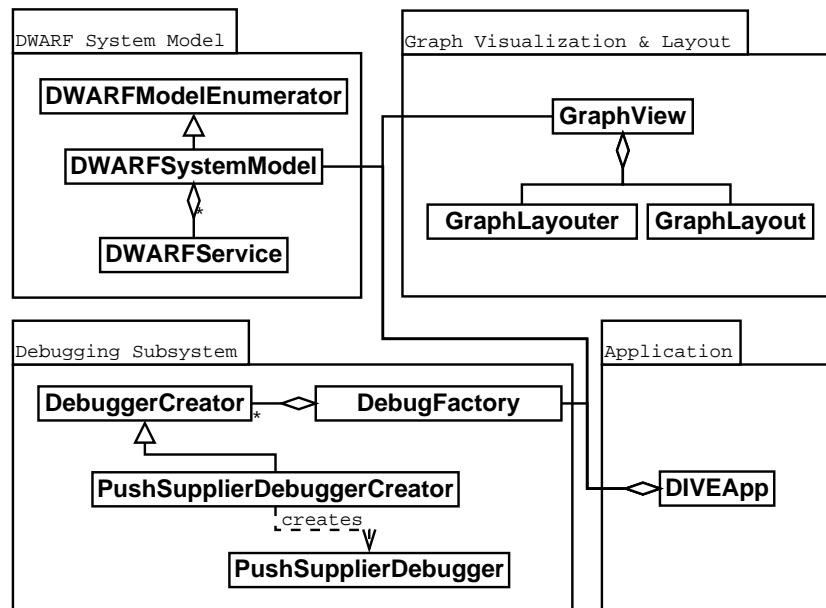 DWARF System Model
DWARFModelEnumerator
DWARFSystemModel
*
DWARFService
Graph Visualization & Layout
GraphView
GraphLayouter
GraphLayout
Debugging Subsystem
DebuggerCreator
*
DebugFactory
PushSupplierDebuggerCreator
creates
PushSupplierDebugger
Application
DIVEApp